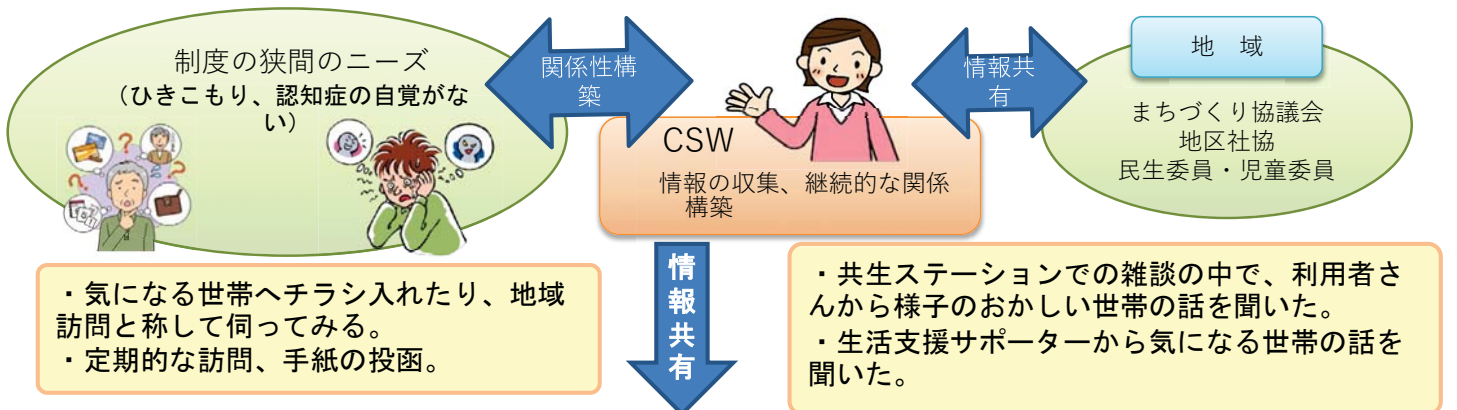 制度の狭間のニーズ
（ひきこもり、認知症の自覚がな
い）
関係性構
築
CSW
情報の収集、継続的な関係
構築
情報共
有
地　域
まちづくり協議会
地区社協
民生委員・児童委員
・気になる世帯へチラシ入れたり、地域
訪問と称して伺ってみる。
・定期的な訪問、手紙の投函。
情
報
共
有
・共生ステーションでの雑談の中で、利用者さ
んから様子のおかしい世帯の話を聞いた。
・生活支援サポーターから気になる世帯の話を
聞いた。